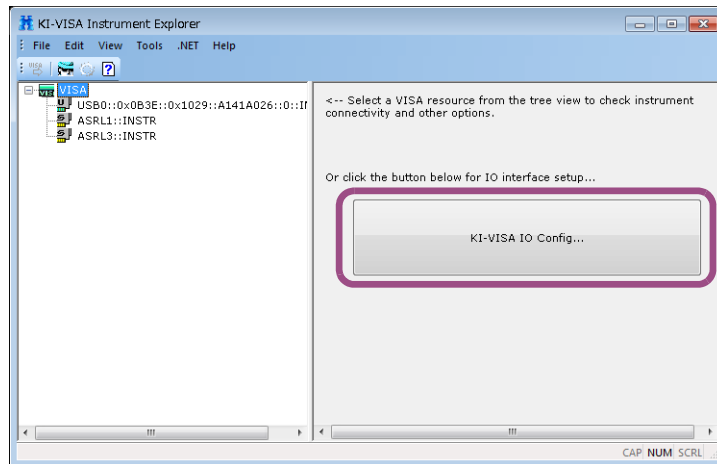 KI-VISA Instrument Explorer
File Edit View Tools .NET Help
VISA
USB0::0x0B3E::0x1029::A141A026::0::II
ASRL1::INSTR
ASRL3::INSTR
<-- Select a VISA resource from the tree view to check instrument
connectivity and other options.
Or click the button below for IO interface setup...
KI-VISA IO Config...
CAP NUM SCRL